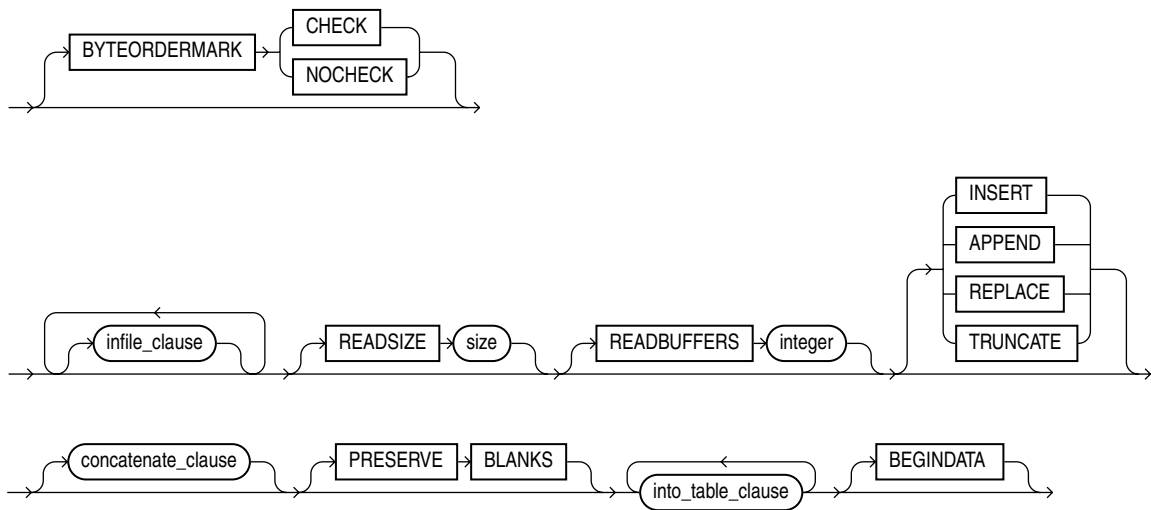 BYTEORDERMARK CHECK
NOCHECK
infile_clause READSIZE size READBUFFERS integer INSERT
APPEND
REPLACE
TRUNCATE
concatenate_clause PRESERVE BLANKS into_table_clause BEGINDATA